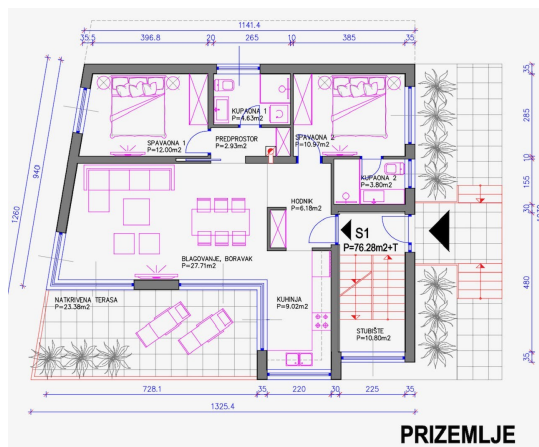 1141.4
35.5 396.8 20 265 10 385 35
KUPAONA 1
P=4.63m2
SPAVAONA 1
P=12.00m2
PREDPROSTOR
P=2.93m2
SPAVAONA 2
P=10.97m2
KUPAONA 2
P=3.80m2
HODNIK
P=6.18m2
S1
P=76.28m2+T
BLAGOVANJE, BORAVAK
P=27.71m2
NATKRIVENA TERASA
P=23.38m2
KUHINJA
P=9.02m2
STUBIŠTE
P=10.80m2
940
1260
35
285
10
155
30
480
35
728.1 35 220 30 225 35
1325.4
PRIZEMLJE